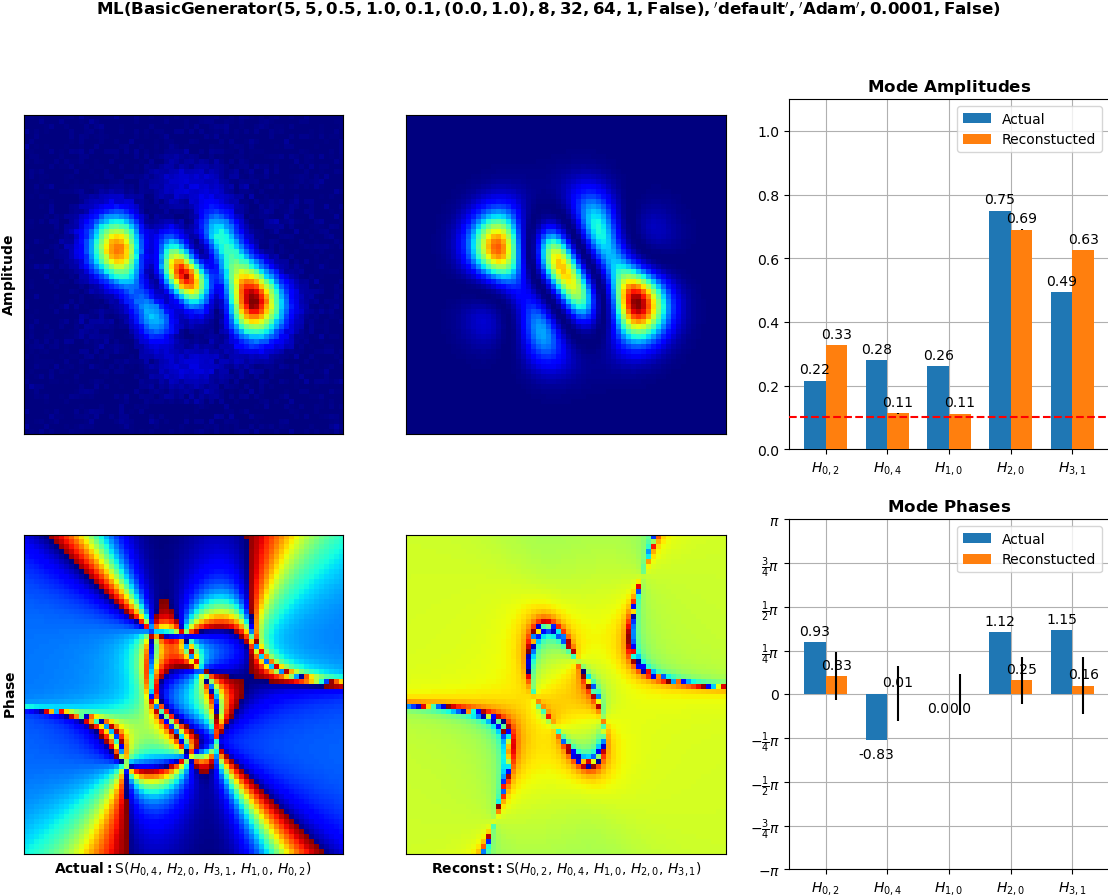 ML(BasicGenerator(5, 5, 0.5, 1.0, 0.1, (0.0, 1.0), 8, 32, 64, 1, False), 'default', 'Adam', 0.0001, False)
Amplitude
Mode Amplitudes
Actual
Reconstucted
1.0
0.8
0.6
0.4
0.2
0.0
0.22
0.33
0.28
0.11
0.26
0.11
0.75
0.69
0.49
0.63
H0,2
H0,4
H1,0
H2,0
H3,1
Phase
Actual: S(H0,4, H2,0, H3,1, H1,0, H0,2)
Reconst: S(H0,2, H0,4, H1,0, H2,0, H3,1)
Mode Phases
Actual
Reconstucted
π
3/4π
1/2π
1/4π
0
−1/4π
−1/2π
−3/4π
−π
0.93
0.33
-0.83
0.01
1.12
0.25
1.15
0.16
H0,2
H0,4
H1,0
H2,0
H3,1